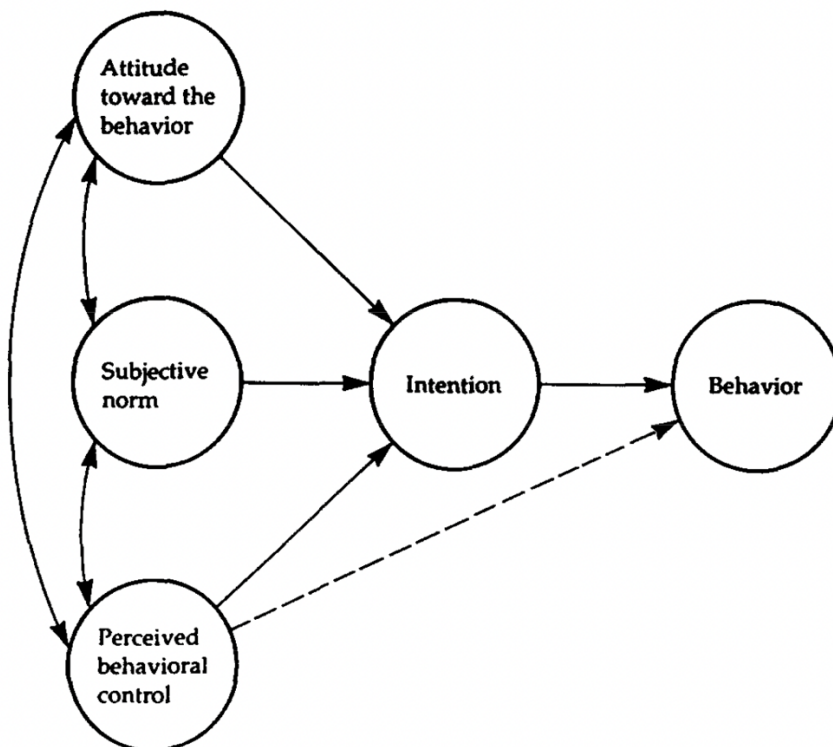 Attitude
toward the
behavior
Subjective
norm
Intention
Behavior
Perceived
behavioral
control